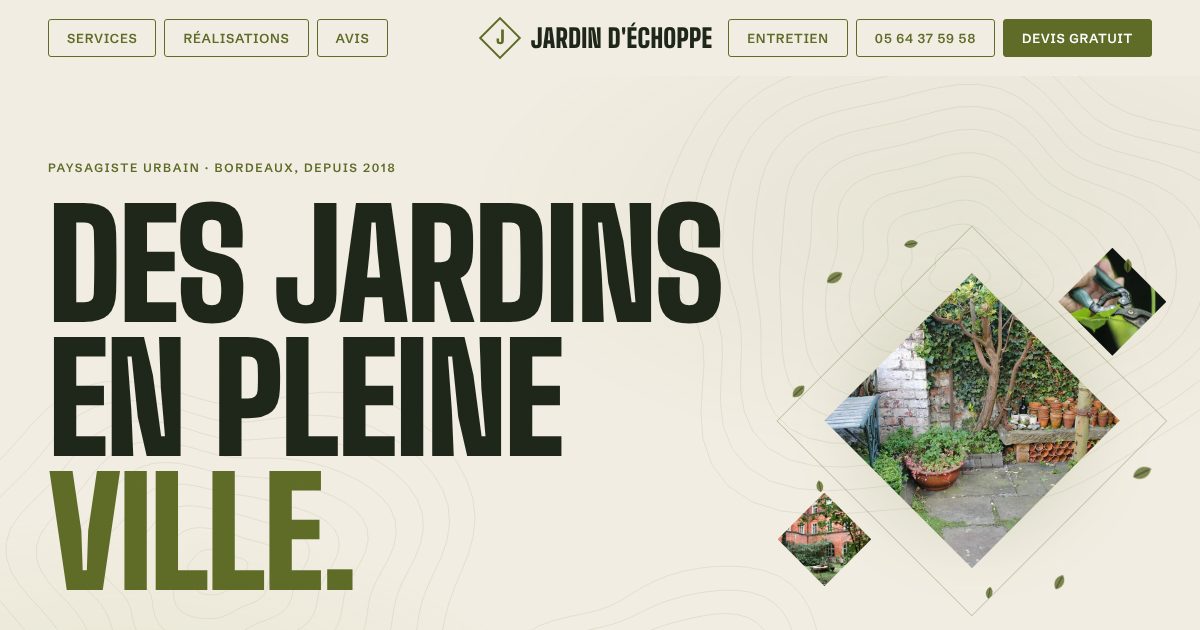 SERVICES
RÉALISATIONS
AVIS
J
JARDIN D'ÉCHOPPE
ENTRETIEN
05 64 37 59 58
DEVIS GRATUIT
PAYSAGISTE URBAIN · BORDEAUX, DEPUIS 2018
DES JARDINS
EN PLEINE
VILLE.